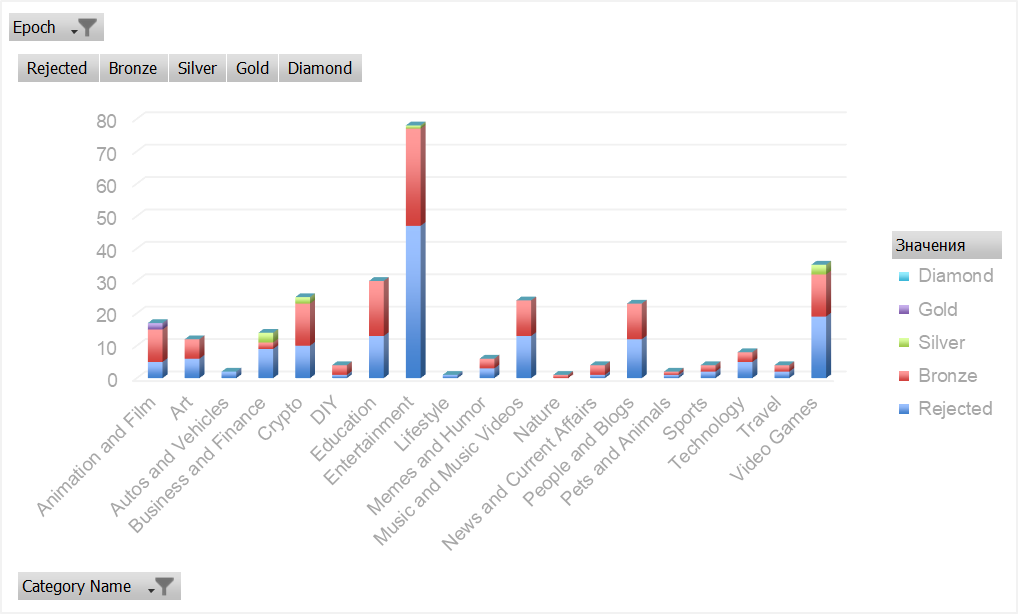 Epoch
Rejected Bronze Silver Gold Diamond
80
70
60
50
40
30
20
10
0
Animation and Film
Art
Autos and Vehicles
Business and Finance
Crypto
DIY
Education
Entertainment
Lifestyle
Memes and Humor
Music and Music Videos
Nature
News and Current Affairs
People and Blogs
Pets and Animals
Sports
Technology
Travel
Video Games
Значения
Diamond
Gold
Silver
Bronze
Rejected
Category Name